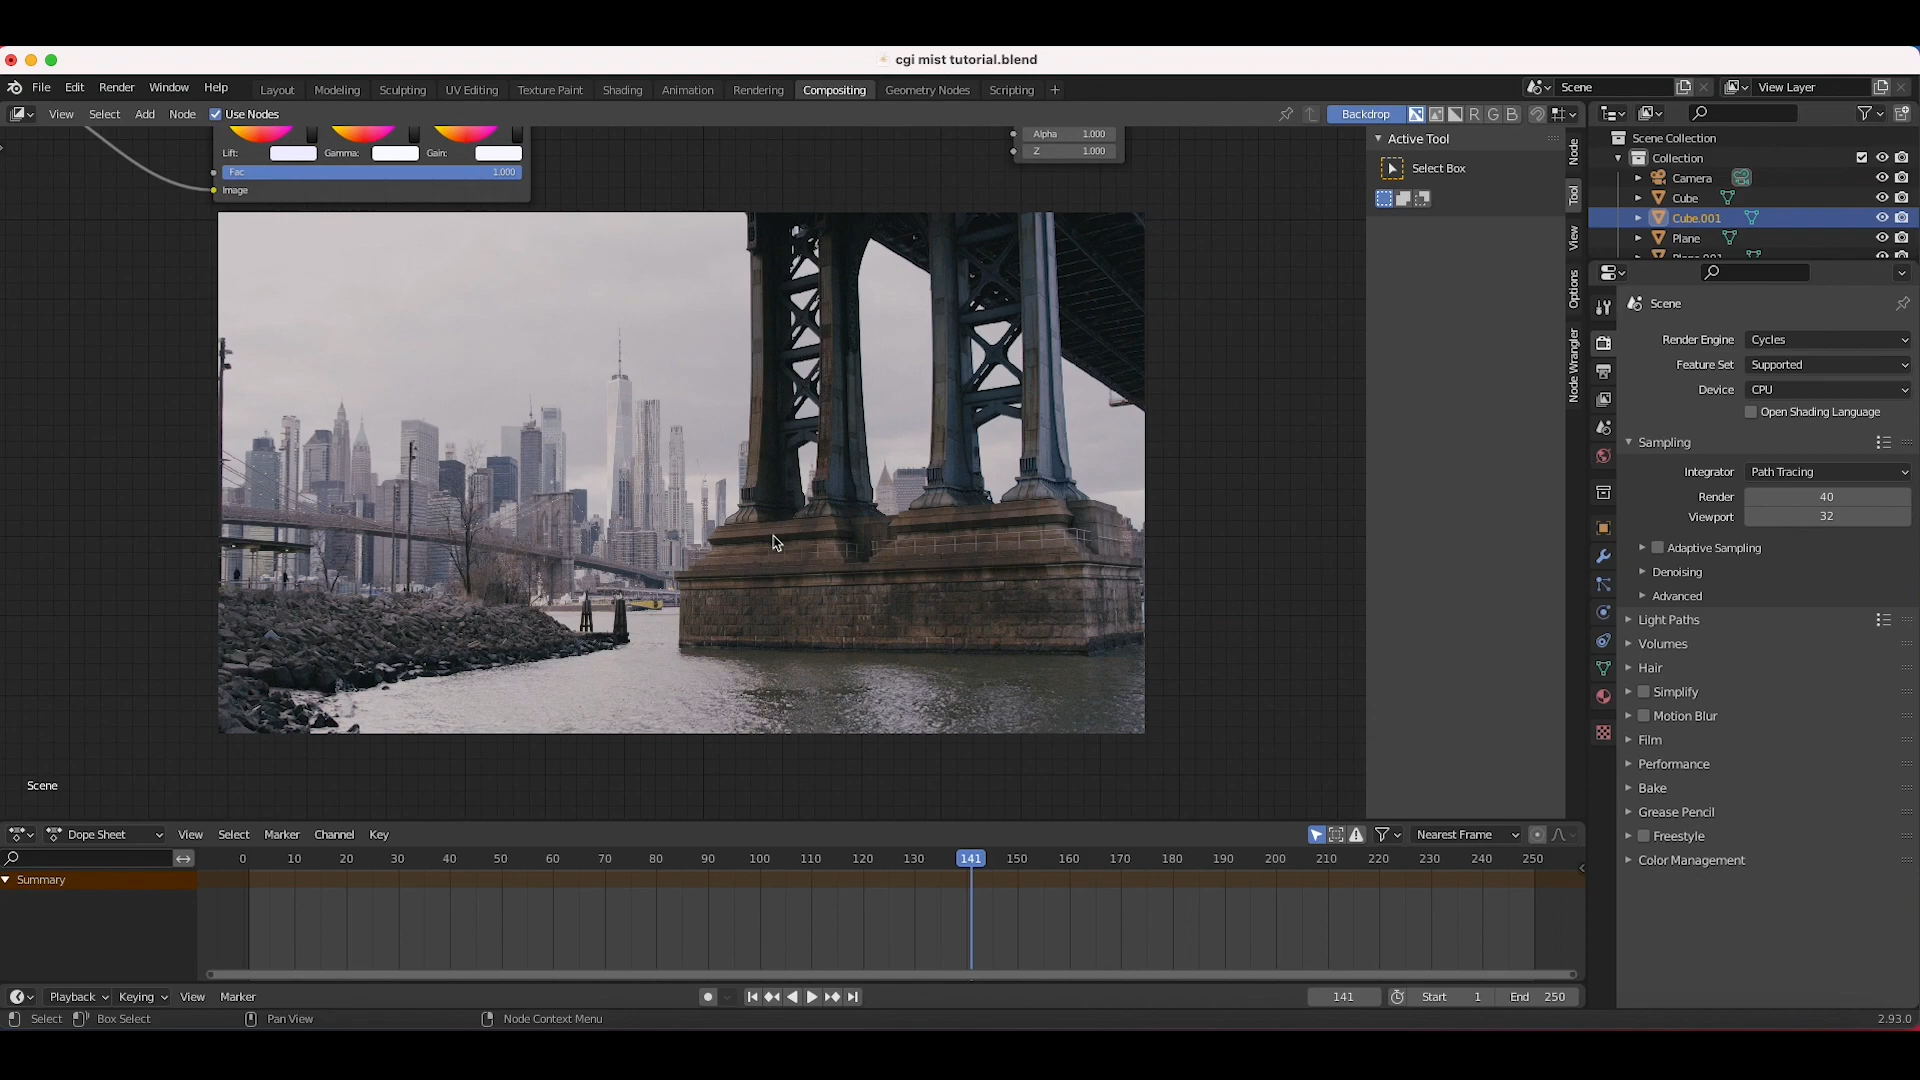 cgi mist tutorial.blend
File Edit Render Window Help Layout Modeling Sculpting UV Editing Texture Paint Shading Animation Rendering Compositing Geometry Nodes Scripting + Scene View Layer
View Select Add Node Use Nodes Backdrop R G B
Lift: Gamma: Gain:
Fac 1.000
Image
Alpha 1.000
Z 1.000
Active Tool
Select Box
Node
Tool
View
Options
Node Wrangler
Scene Collection
Collection
Camera
Cube
Cube.001
Plane
Plane.001
Scene
Render Engine Cycles
Feature Set Supported
Device CPU
Open Shading Language
Sampling
Integrator Path Tracing
Render 40
Viewport 32
Adaptive Sampling
Denoising
Advanced
Light Paths
Volumes
Hair
Simplify
Motion Blur
Film
Performance
Bake
Grease Pencil
Freestyle
Color Management
Scene
Dope Sheet View Select Marker Channel Key Nearest Frame
0 10 20 30 40 50 60 70 80 90 100 110 120 130 141 150 160 170 180 190 200 210 220 230 240 250
Summary
Playback Keying View Marker 141 Start 1 End 250
Select Box Select Pan View Node Context Menu 2.93.0